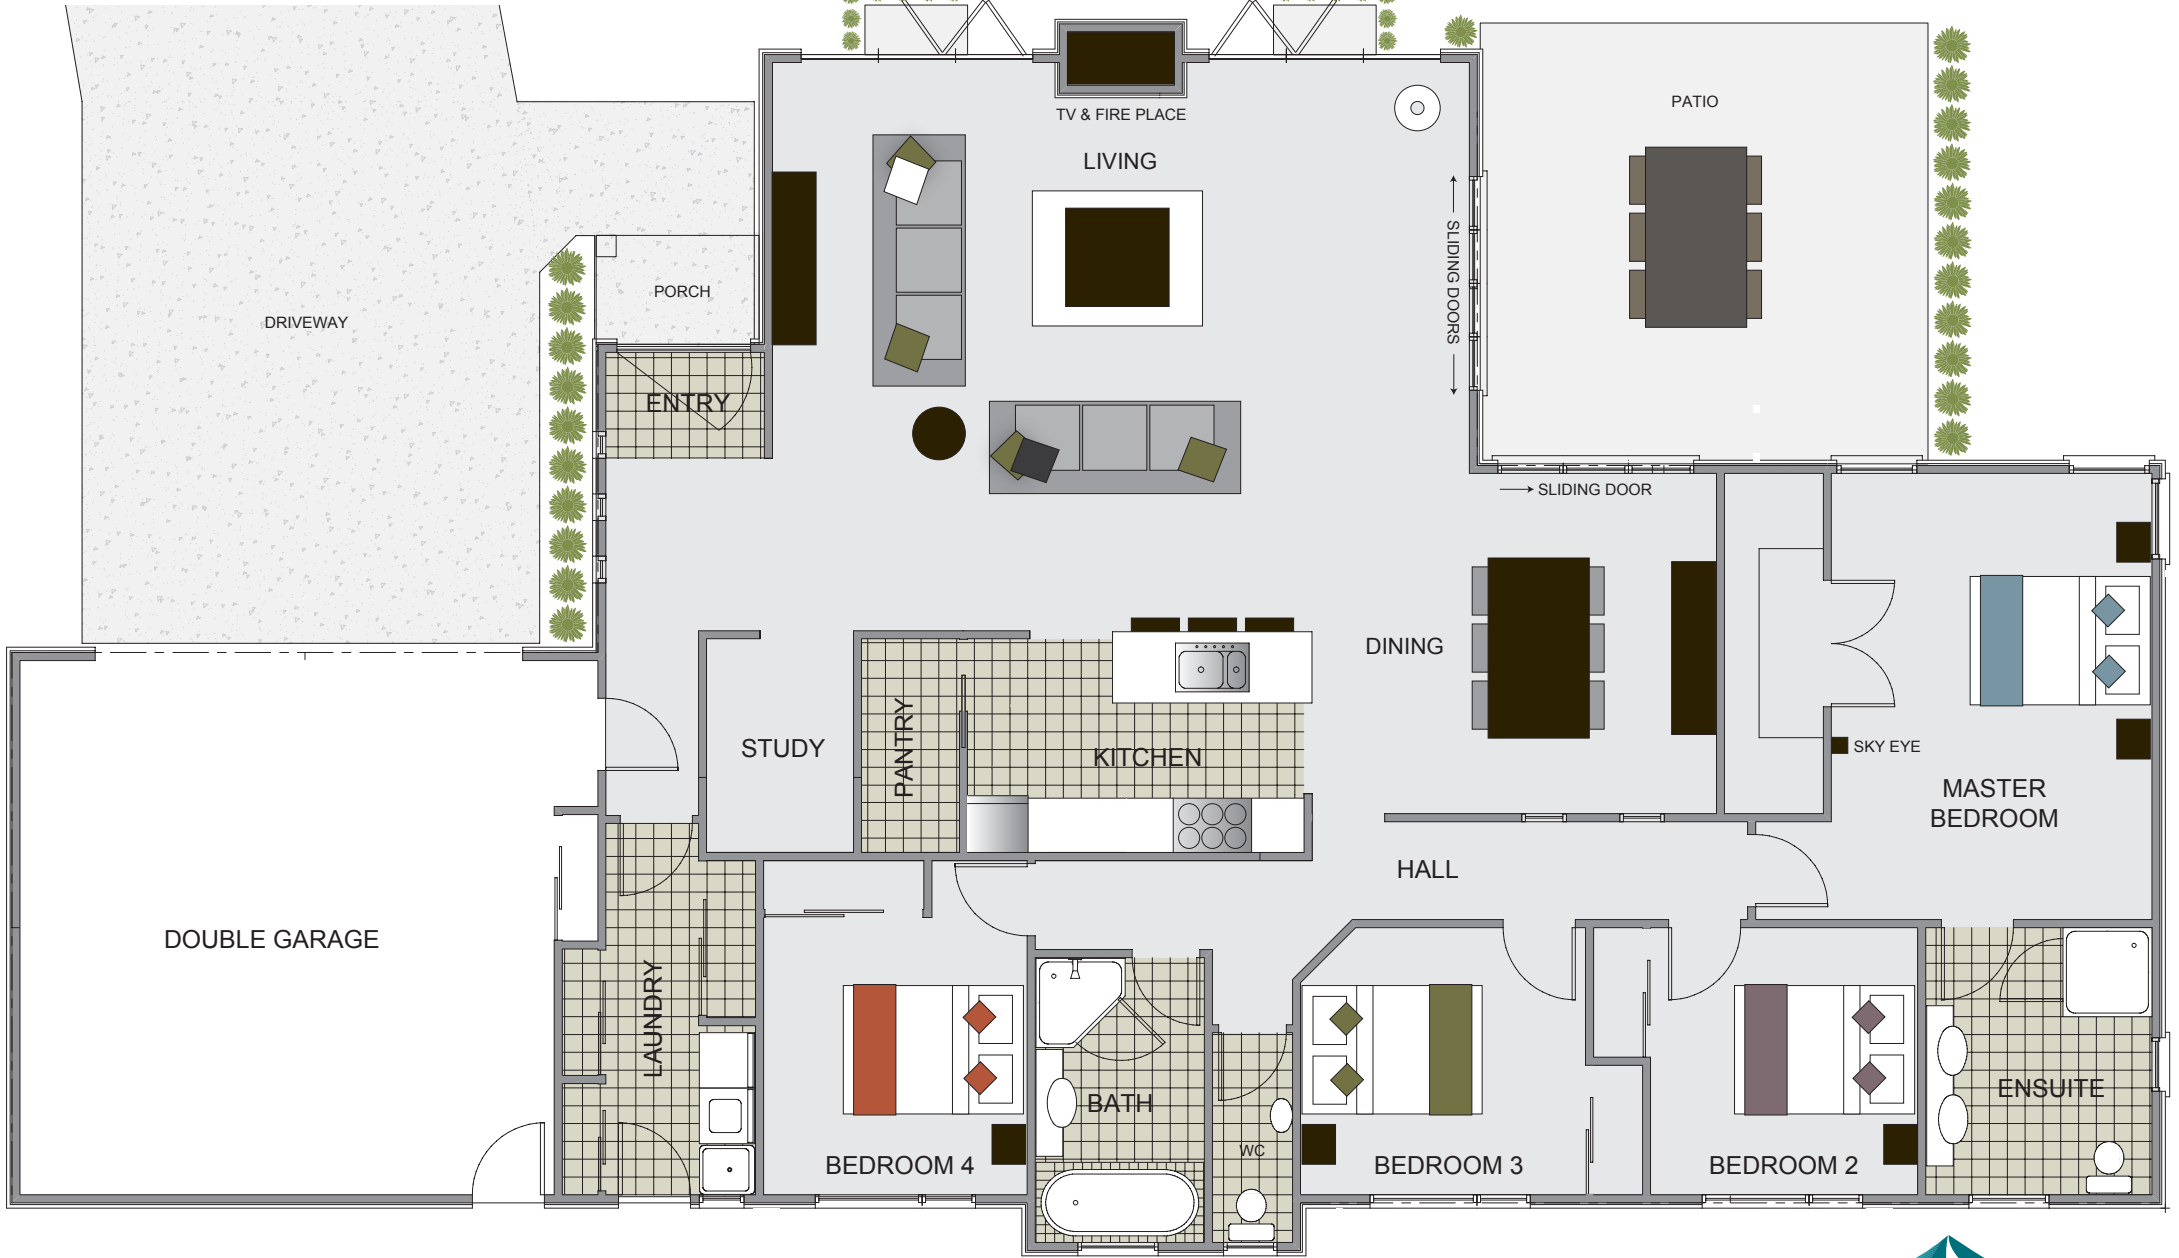 PATIO
TV & FIRE PLACE
LIVING
SLIDING DOORS
PORCH
DRIVEWAY
ENTRY
SLIDING DOOR
DINING
STUDY
PANTRY
KITCHEN
SKY EYE
MASTER
BEDROOM
HALL
DOUBLE GARAGE
LAUNDRY
BATH
ENSUITE
WC
BEDROOM 4
BEDROOM 3
BEDROOM 2